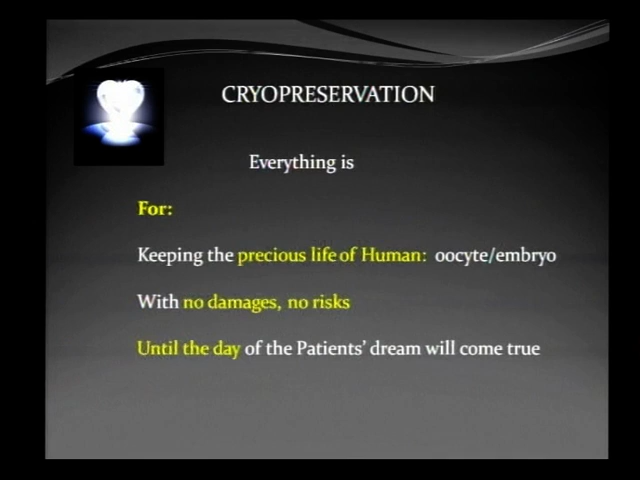 CRYOPRESERVATION
Everything is
For:
Keeping the precious life of Human: oocyte/embryo
With no damages, no risks
Until the day of the Patients' dream will come true